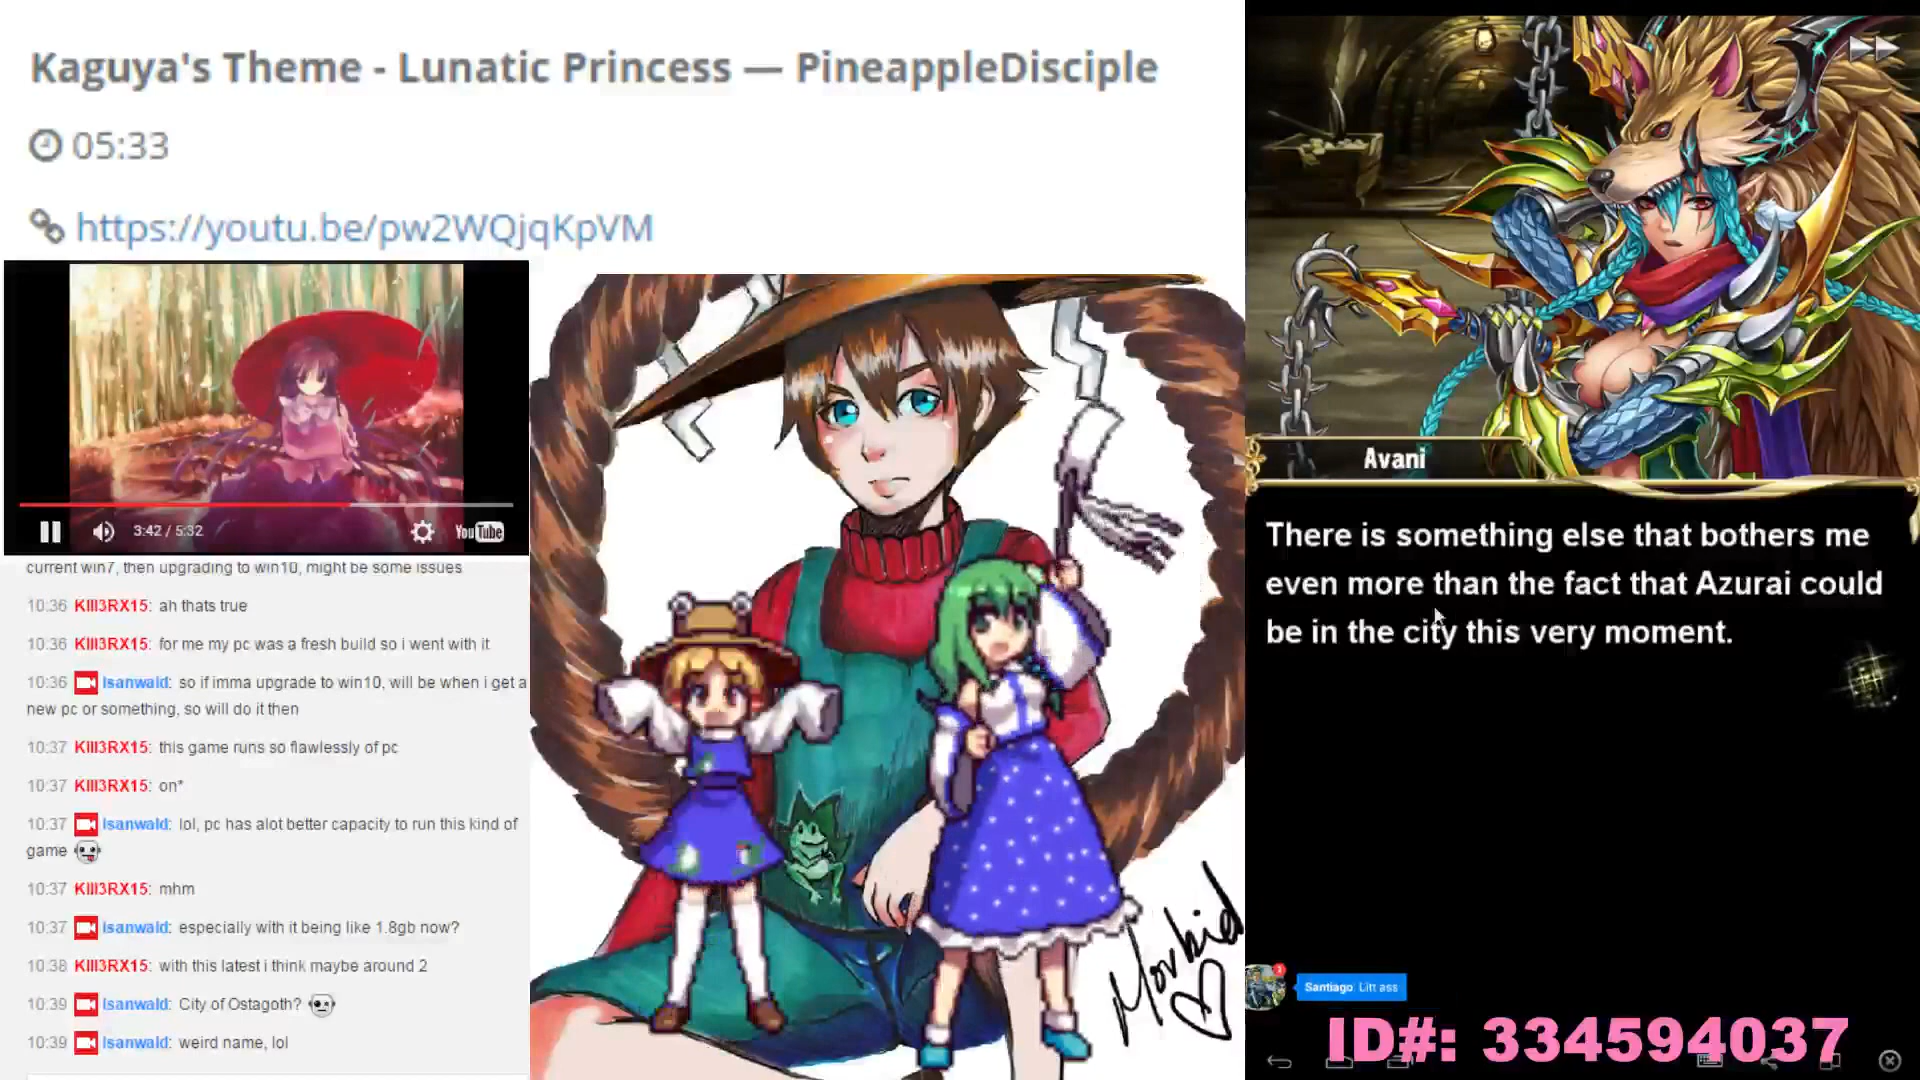 Kaguya's Theme - Lunatic Princess — PineappleDisciple
05:33
https://youtu.be/pw2WQjqKpVM
3:42 / 5:32
YouTube
current win7, then upgrading to win10, might be some issues
10:36 KIll3RX15: ah thats true
10:36 KIll3RX15: for me my pc was a fresh build so i went with it
10:36 Isanwald: so if imma upgrade to win10, will be when i get a
new pc or something, so will do it then
10:37 KIll3RX15: this game runs so flawlessly of pc
10:37 KIll3RX15: on*
10:37 Isanwald: lol, pc has alot better capacity to run this kind of
game
10:37 KIll3RX15: mhm
10:37 Isanwald: especially with it being like 1.8gb now?
10:38 KIll3RX15: with this latest i think maybe around 2
10:39 Isanwald: City of Ostagoth?
10:39 Isanwald: weird name, lol
Morbid
Avani
There is something else that bothers me
even more than the fact that Azurai could
be in the city this very moment.
1
Santiago Litt ass
ID#: 334594037